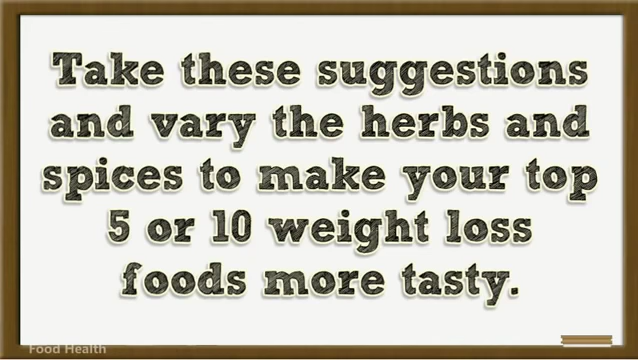 Take these suggestions
and vary the herbs and
spices to make your top
5 or 10 weight loss
foods more tasty.
Food Health